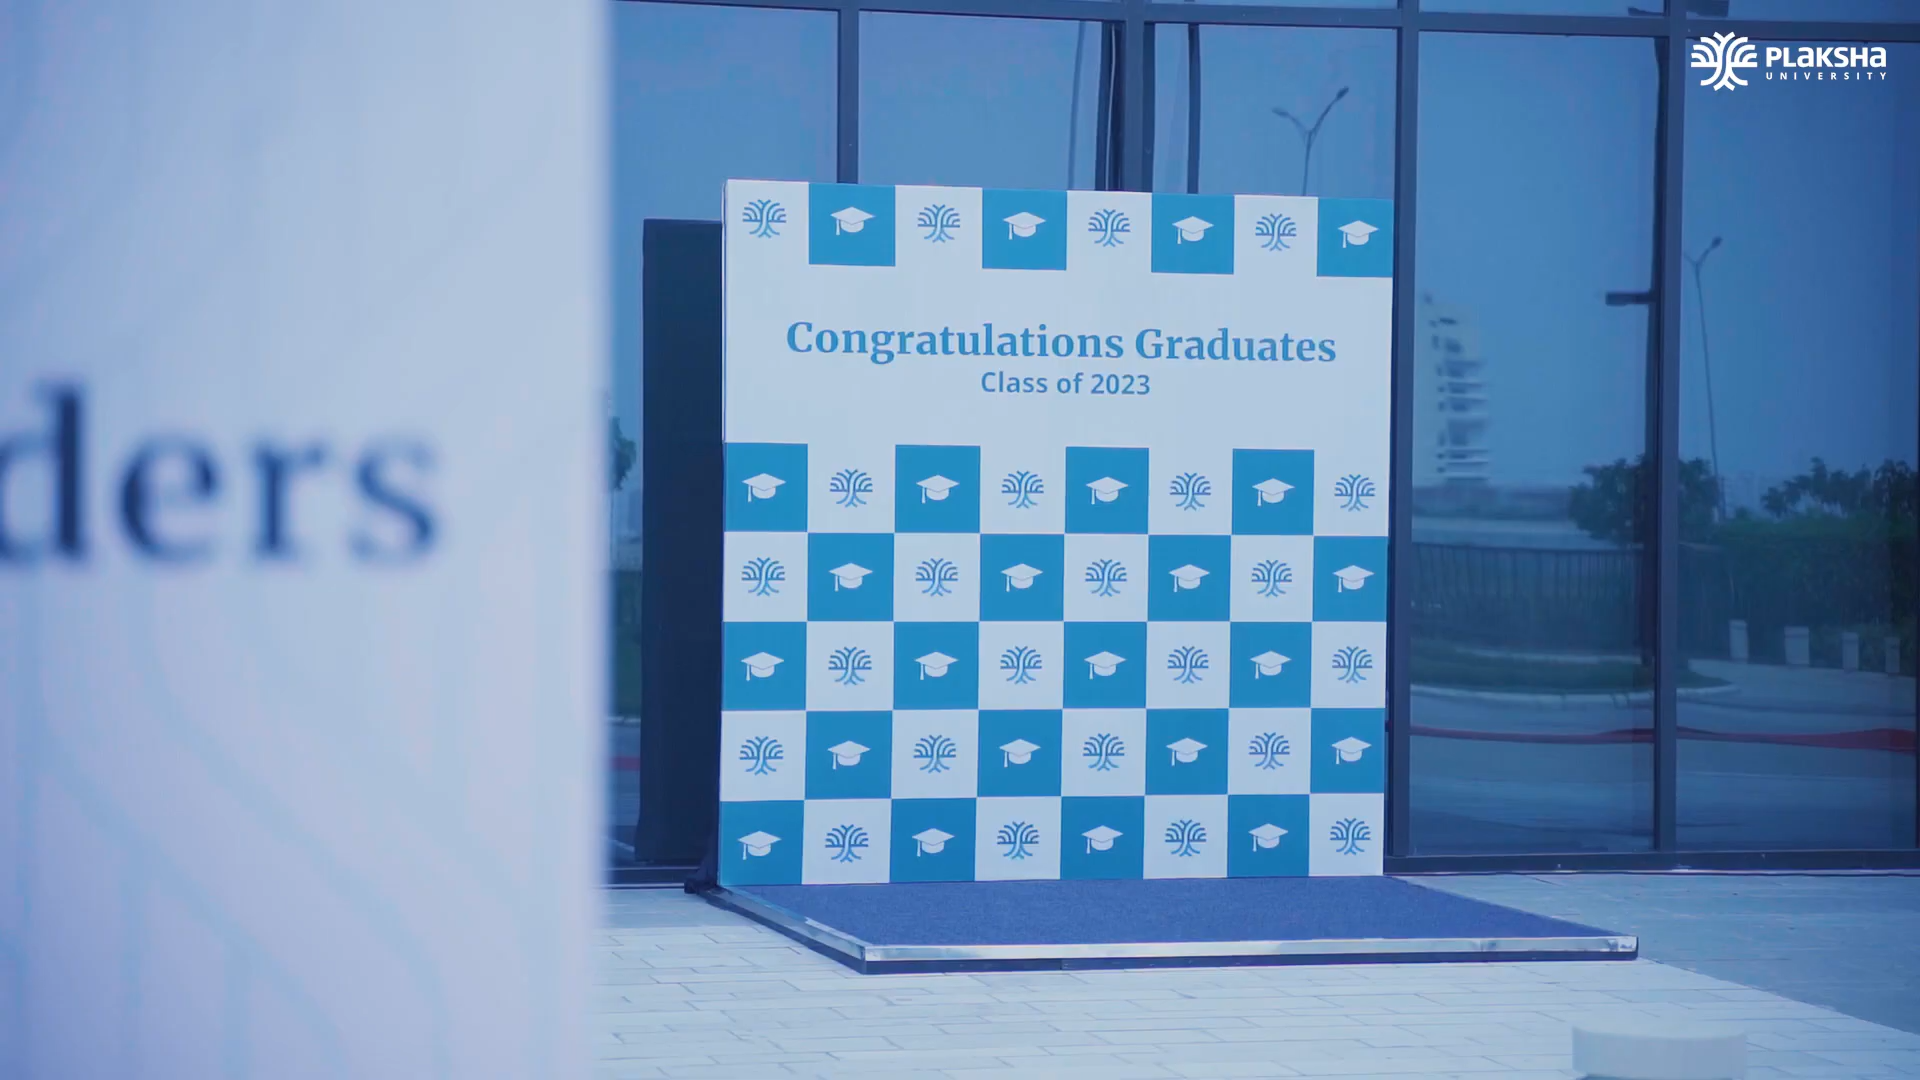 PLAKSHA
UNIVERSITY
Congratulations Graduates
Class of 2023
ders